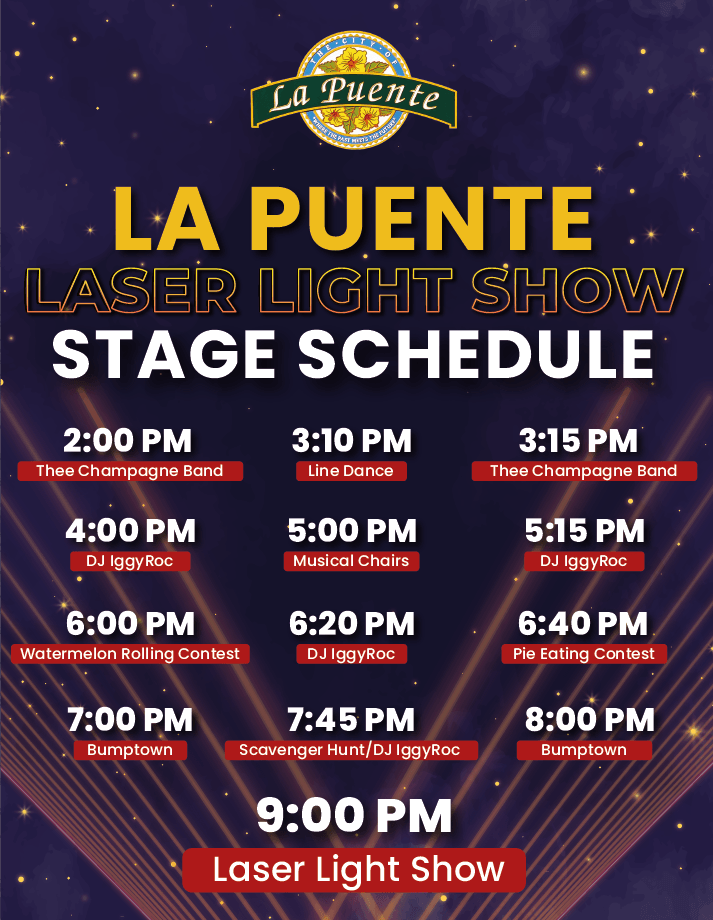 THE CITY OF
La Puente
"WHERE THE PAST MEETS THE FUTURE"
LA PUENTE
LASER LIGHT SHOW
STAGE SCHEDULE
2:00 PM
Thee Champagne Band
3:10 PM
Line Dance
3:15 PM
Thee Champagne Band
4:00 PM
DJ IggyRoc
5:00 PM
Musical Chairs
5:15 PM
DJ IggyRoc
6:00 PM
Watermelon Rolling Contest
6:20 PM
DJ IggyRoc
6:40 PM
Pie Eating Contest
7:00 PM
Bumptown
7:45 PM
Scavenger Hunt/DJ IggyRoc
8:00 PM
Bumptown
9:00 PM
Laser Light Show